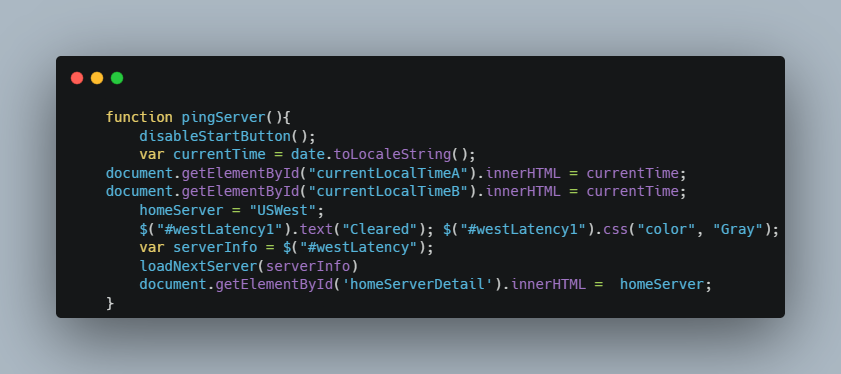 function pingServer(){
disableStartButton();
var currentTime = date.toLocaleString();
document.getElementById("currentLocalTimeA").innerHTML = currentTime;
document.getElementById("currentLocalTimeB").innerHTML = currentTime;
homeServer = "USWest";
$("#westLatency1").text("Cleared"); $("#westLatency1").css("color", "Gray");
var serverInfo = $("#westLatency");
loadNextServer(serverInfo)
document.getElementById('homeServerDetail').innerHTML =  homeServer;
}